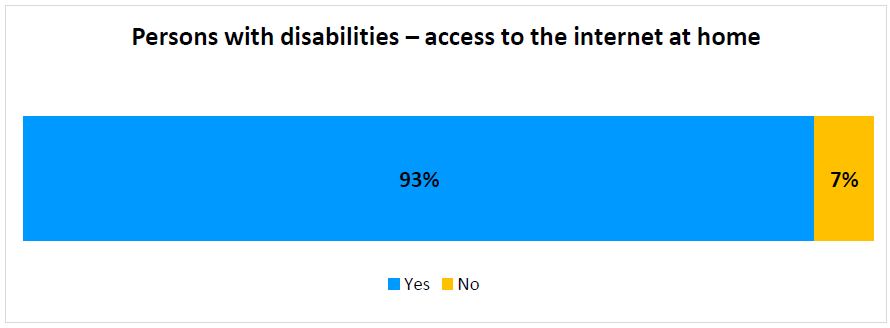 Persons with disabilities – access to the internet at home
93% 7%
Yes No